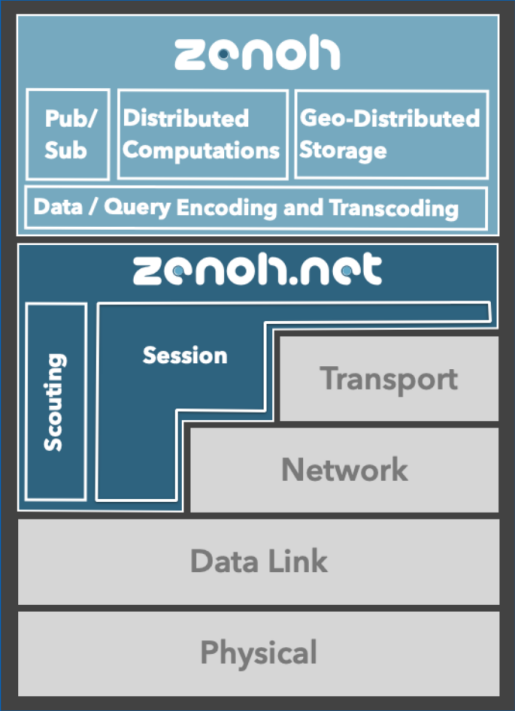 zenoh
Pub/
Sub
Distributed
Computations
Geo-Distributed
Storage
Data / Query Encoding and Transcoding
zenoh.net
Scouting
Session
Transport
Network
Data Link
Physical